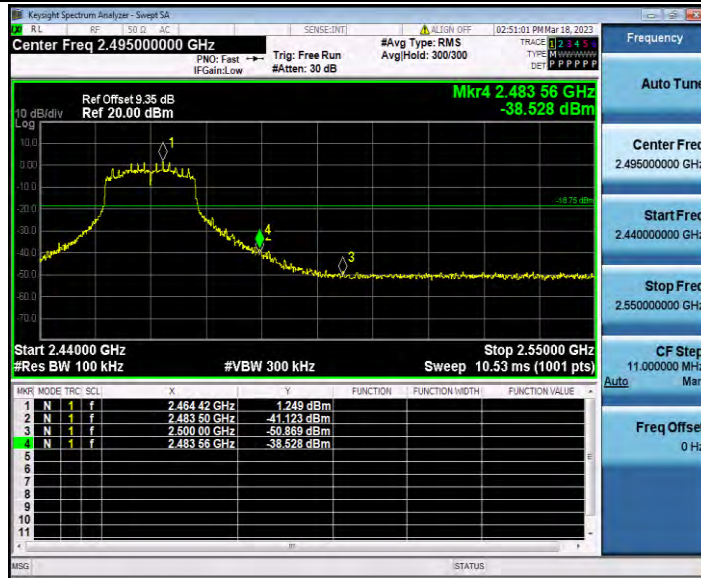 Keysight Spectrum Analyzer - Swept SA
RL RF 50 Ω AC SENSE:INT ALIGN OFF 02:51:01 PM Mar 18, 2023
Center Freq 2.495000000 GHz
#Avg Type: RMS
TRACE 1 2 3 4 5 6
PNO: Fast Trig: Free Run Avg|Hold: 300/300
TYPE M W W W W W
IFGain:Low #Atten: 30 dB
DET P P P P P P
Mkr4 2.483 56 GHz
-38.528 dBm
Ref Offset 9.35 dB
10 dB/div Ref 20.00 dBm
Log
10.0
0.00
-10.0
-20.0
-30.0
-40.0
-50.0
-60.0
-70.0
1
4
2
3
Start 2.44000 GHz Stop 2.55000 GHz
#Res BW 100 kHz #VBW 300 kHz Sweep 10.53 ms (1001 pts)
MKR MODE TRC SCL X Y FUNCTION FUNCTION WIDTH FUNCTION VALUE
1 N 1 f 2.464 42 GHz 1.249 dBm
2 N 1 f 2.483 50 GHz -41.123 dBm
3 N 1 f 2.500 00 GHz -50.869 dBm
4 N 1 f 2.483 56 GHz -38.528 dBm
5
6
7
8
9
10
11
MSG STATUS
Frequency
Auto Tune
Center Freq
2.495000000 GHz
Start Freq
2.440000000 GHz
Stop Freq
2.550000000 GHz
CF Step
11.000000 MHz
Auto Man
Freq Offset
0 Hz